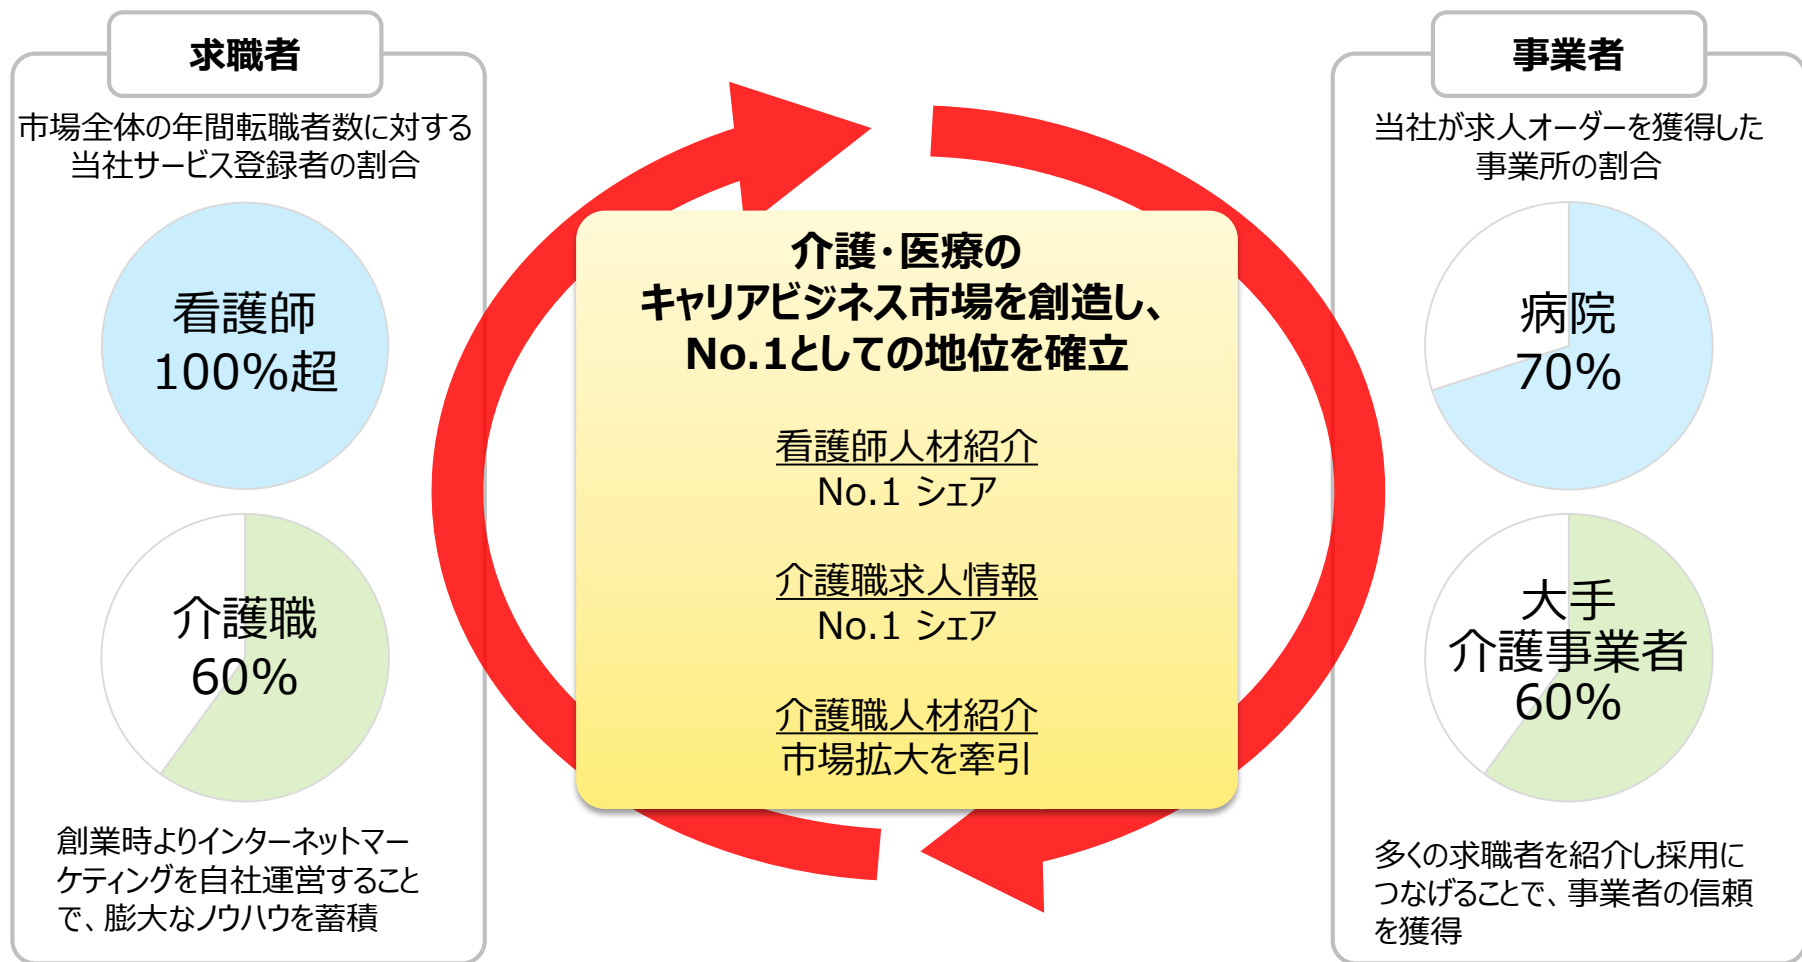 求職者
市場全体の年間転職者数に対する
当社サービス登録者の割合
看護師
100%超
介護職
60%
創業時よりインターネットマー
ケティングを自社運営すること
で、膨大なノウハウを蓄積
介護・医療の
キャリアビジネス市場を創造し、
No.1としての地位を確立
看護師人材紹介
No.1 シェア
介護職求人情報
No.1 シェア
介護職人材紹介
市場拡大を牽引
事業者
当社が求人オーダーを獲得した
事業所の割合
病院
70%
大手
介護事業者
60%
多くの求職者を紹介し採用に
つなげることで、事業者の信頼
を獲得